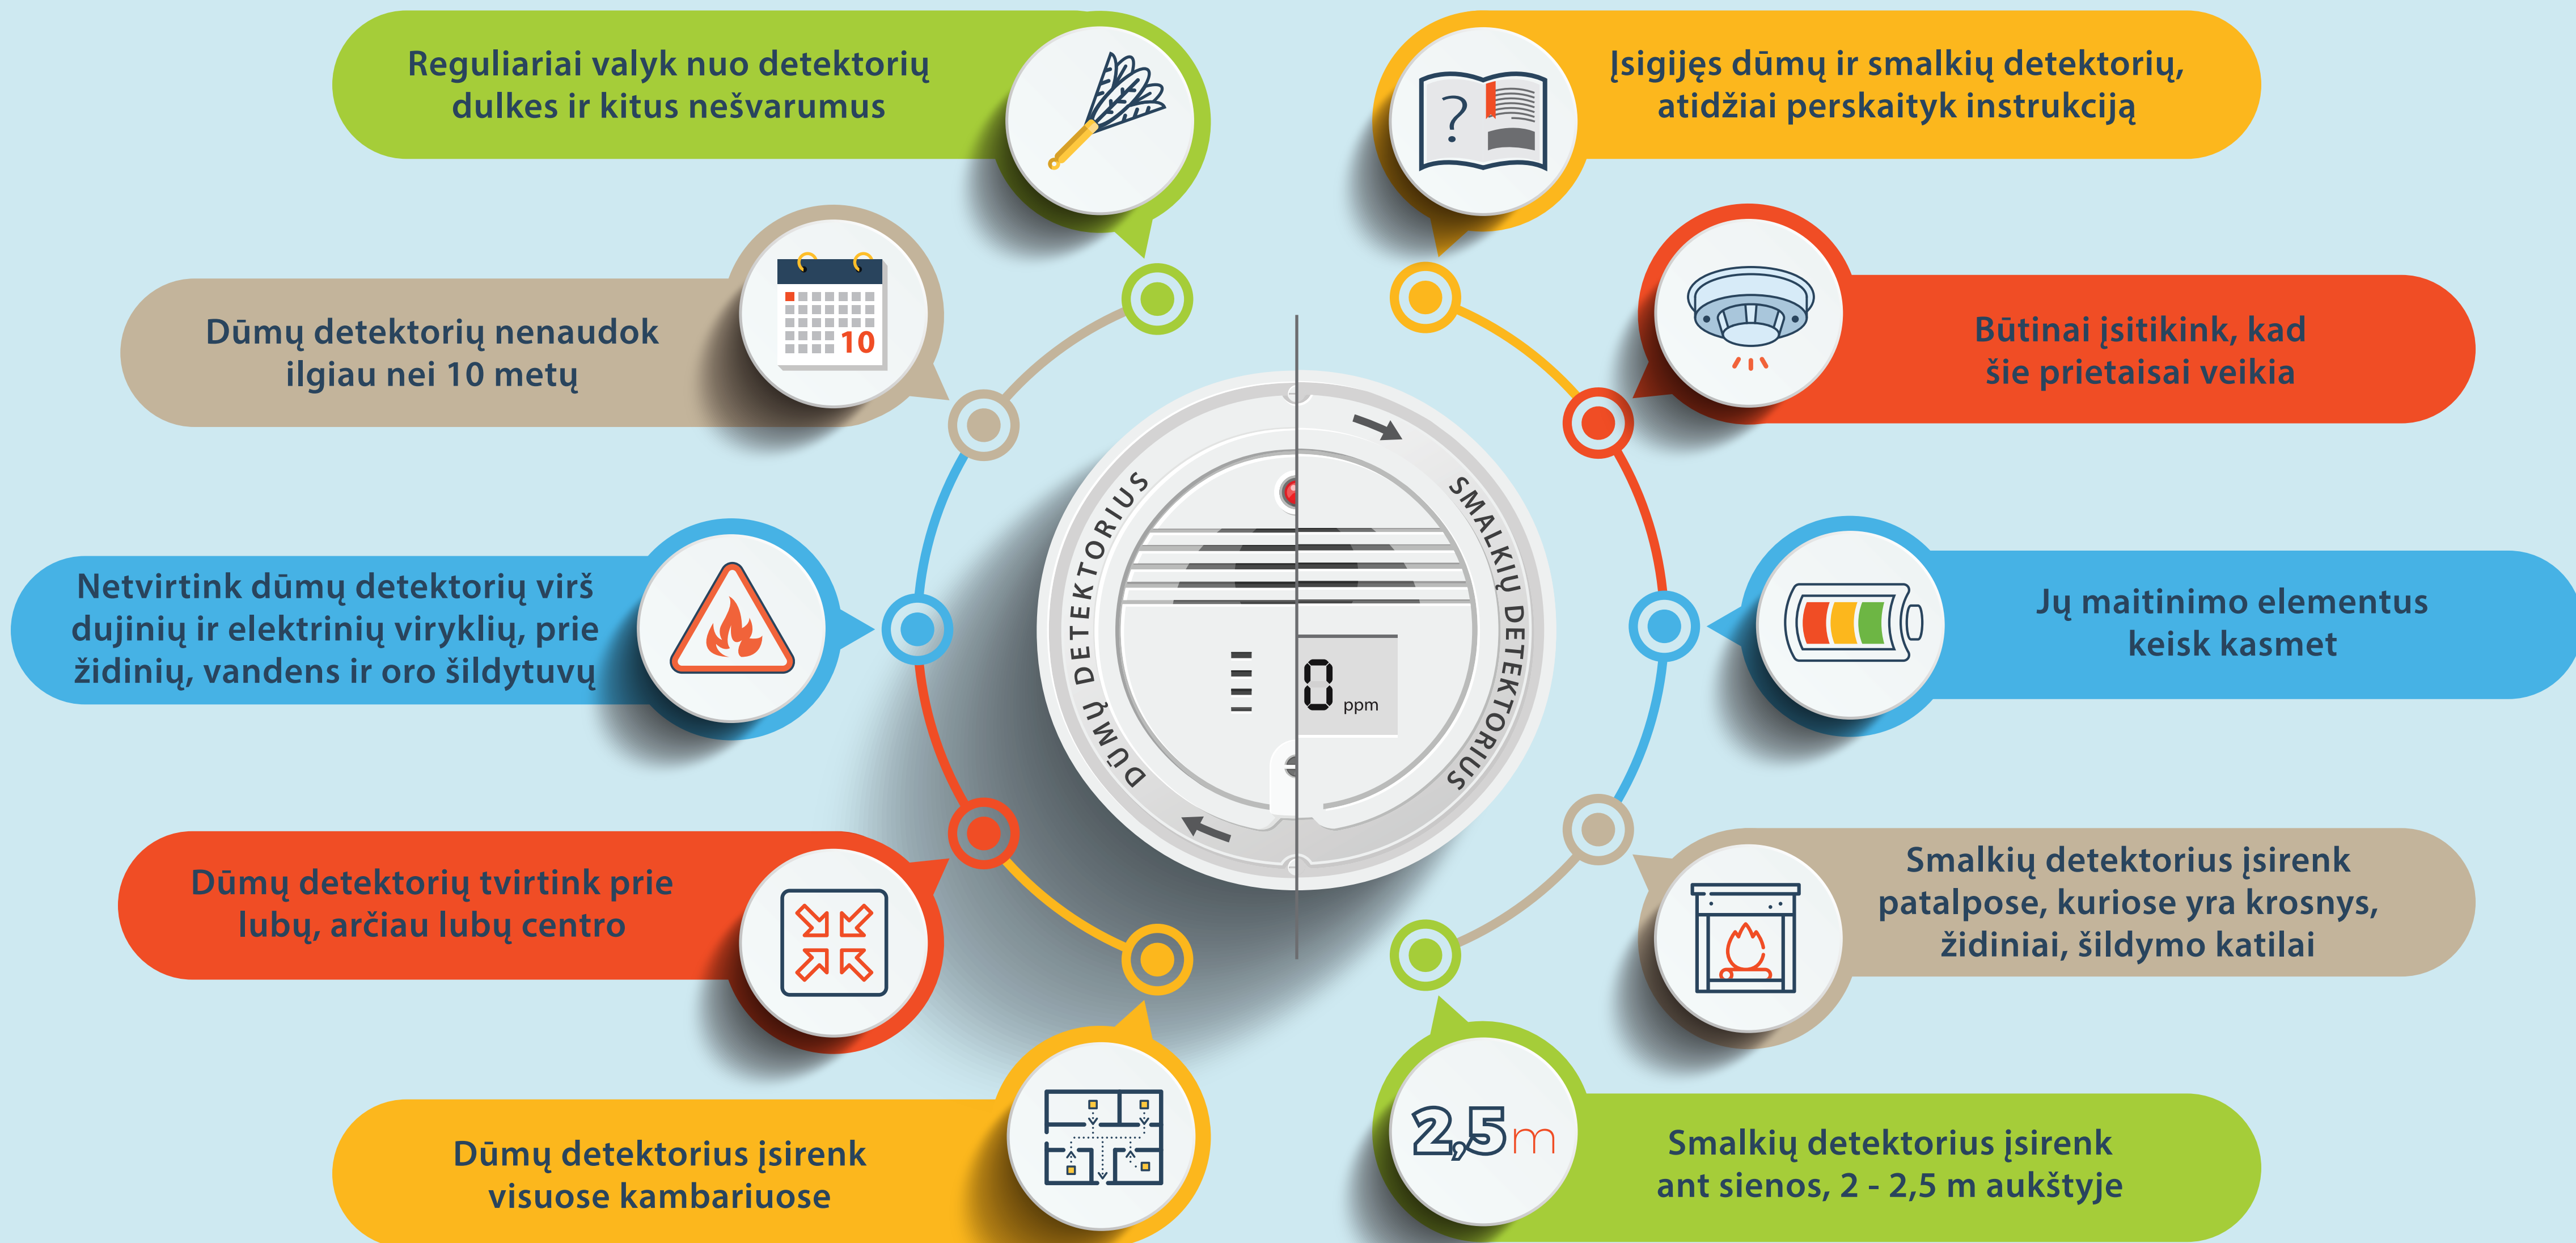 Reguliariai valyk nuo detektorių
dulkes ir kitus nešvarumus
Įsigijęs dūmų ir smalkių detektorių,
atidžiai perskaityk instrukciją
?
Dūmų detektorių nenaudok
ilgiau nei 10 metų
10
Būtinai įsitikink, kad
šie prietaisai veikia
Netvirtink dūmų detektorių virš
dujinių ir elektrinių viryklių, prie
židinių, vandens ir oro šildytuvų
DŪMŲ DETEKTORIUS
SMALKIŲ DETEKTORIUS
0 ppm
Jų maitinimo elementus
keisk kasmet
Dūmų detektorių tvirtink prie
lubų, arčiau lubų centro
Smalkių detektorius įsirenk
patalpose, kuriose yra krosnys,
židiniai, šildymo katilai
Dūmų detektorius įsirenk
visuose kambariuose
2,5m
Smalkių detektorius įsirenk
ant sienos, 2 - 2,5 m aukštyje